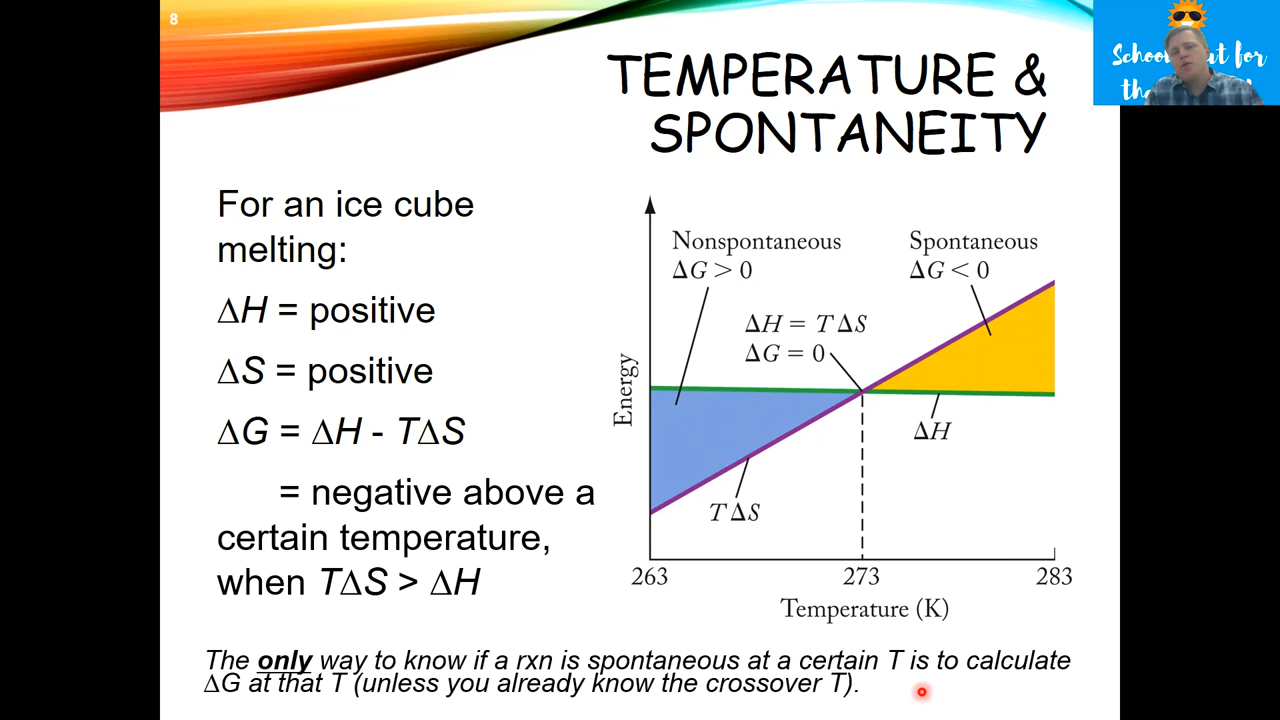 8
TEMPERATURE &
SPONTANEITY
For an ice cube
melting:
ΔH = positive
ΔS = positive
ΔG = ΔH - TΔS
= negative above a
certain temperature,
when TΔS > ΔH
Nonspontaneous
ΔG > 0
Spontaneous
ΔG < 0
ΔH = T ΔS
ΔG = 0
Energy
ΔH
T ΔS
263
273
283
Temperature (K)
The only way to know if a rxn is spontaneous at a certain T is to calculate
ΔG at that T (unless you already know the crossover T).
for